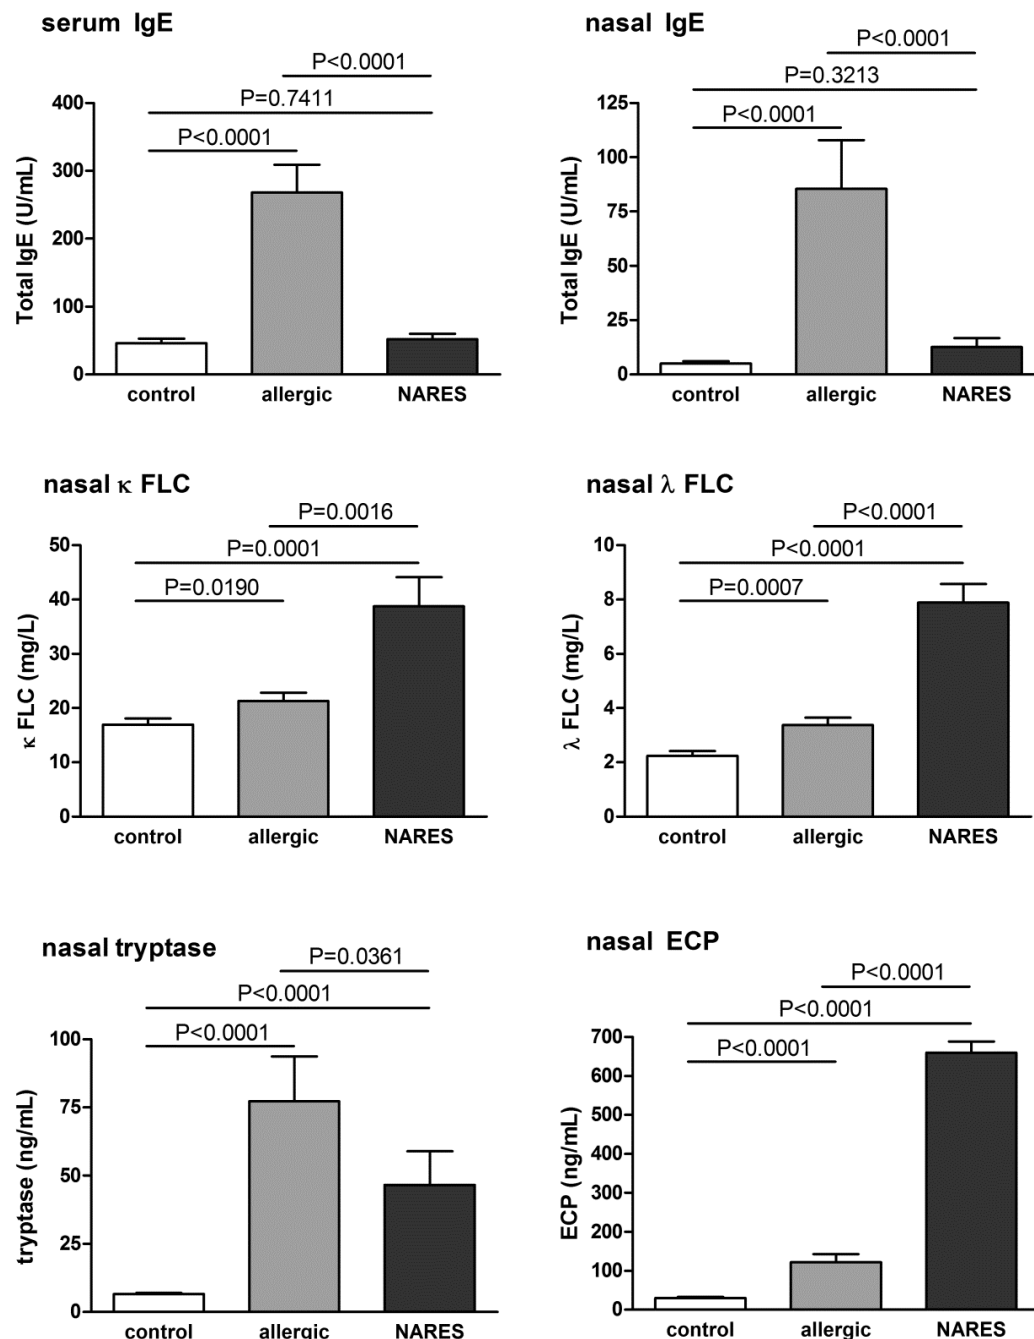 serum IgE
P<0.0001
P=0.7411
P<0.0001
Total IgE (U/mL)
400
300
200
100
0
control allergic NARES
nasal IgE
P<0.0001
P=0.3213
P<0.0001
Total IgE (U/mL)
125
100
75
50
25
0
control allergic NARES
nasal κ FLC
P=0.0016
P=0.0001
P=0.0190
κ FLC (mg/L)
50
40
30
20
10
0
control allergic NARES
nasal λ FLC
P<0.0001
P<0.0001
P=0.0007
λ FLC (mg/L)
10
8
6
4
2
0
control allergic NARES
nasal tryptase
P=0.0361
P<0.0001
P<0.0001
tryptase (ng/mL)
100
75
50
25
0
control allergic NARES
nasal ECP
P<0.0001
P<0.0001
P<0.0001
ECP (ng/mL)
700
600
500
400
300
200
100
0
control allergic NARES